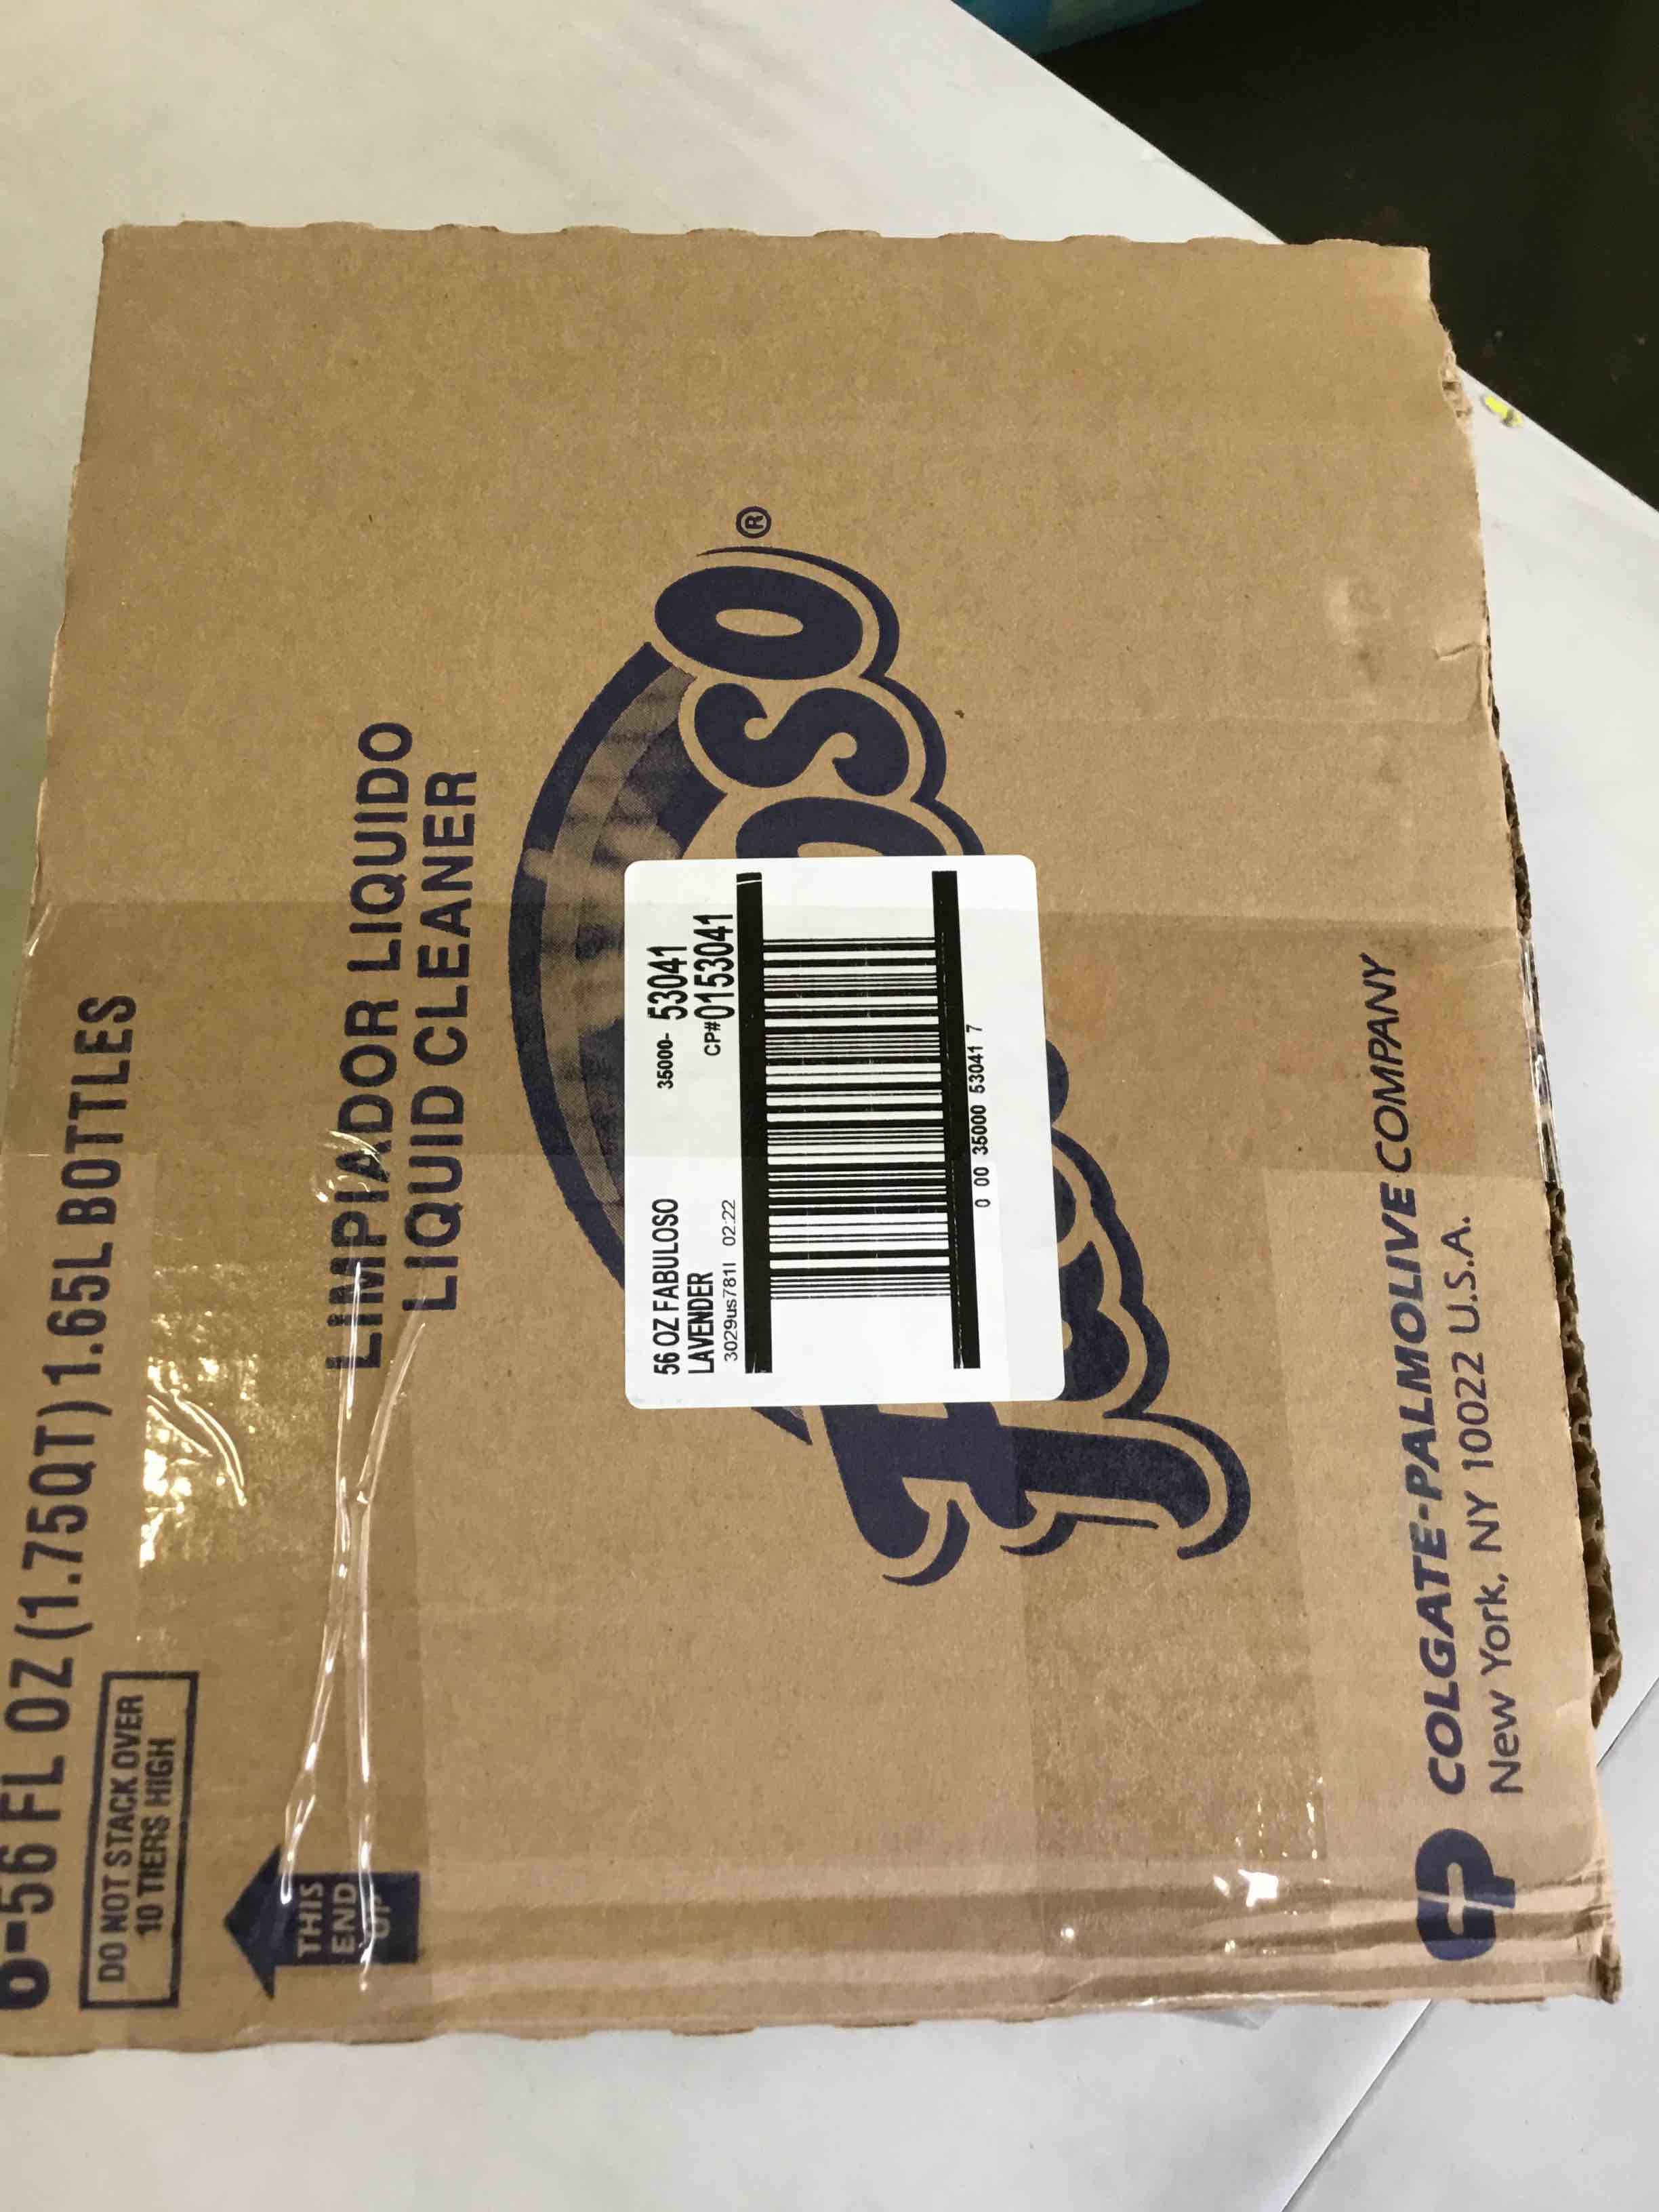 6-56 FL OZ (1.75QT) 1.65L BOTTLES
DO NOT STACK OVER
10 TIERS HIGH
THIS
END
UP
LIMPIADOR LIQUIDO
LIQUID CLEANER
®
56 OZ FABULOSO
LAVENDER
3029us781I 02:22
35000- 53041
CP#0153041
0 00 35000 53041 7
CP
COLGATE-PALMOLIVE COMPANY
New York, NY 10022 U.S.A.